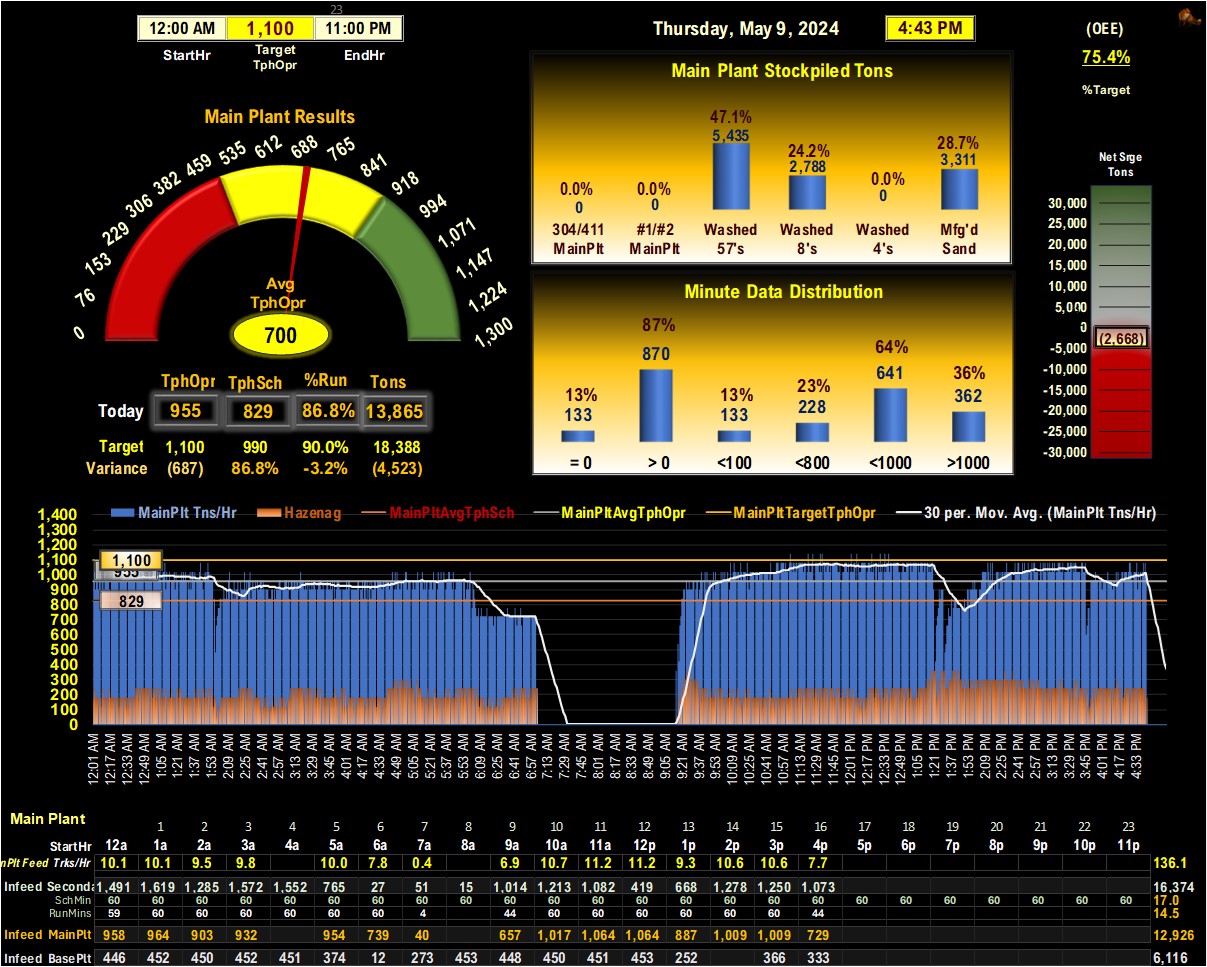 23
12:00 AM 1,100 11:00 PM
StartHr Target TphOpr EndHr
Thursday, May 9, 2024 4:43 PM
(OEE)
75.4%
%Target
Main Plant Results
0 76 153 229 306 382 459 535 612 688 765 841 918 994 1,071 1,147 1,224 1,300
Avg
TphOpr
700
TphOpr TphSch %Run Tons
Today 955 829 86.8% 13,865
Target 1,100 990 90.0% 18,388
Variance (687) 86.8% -3.2% (4,523)
Main Plant Stockpiled Tons
47.1%
5,435
24.2%
2,788
28.7%
3,311
0.0% 0.0% 0.0%
0 0 0
304/411 #1/#2 Washed Washed Washed Mfg'd
MainPlt MainPlt 57's 8's 4's Sand
Minute Data Distribution
13% 87% 13% 23% 64% 36%
133 870 133 228 641 362
= 0 > 0 <100 <800 <1000 >1000
Net Srge
Tons
30,000
25,000
20,000
15,000
10,000
5,000
0
(2,668)
-5,000
-10,000
-15,000
-20,000
-25,000
-30,000
MainPlt Tns/Hr Hazenag MainPltAvgTphSch MainPltAvgTphOpr MainPltTargetTphOpr 30 per. Mov. Avg. (MainPlt Tns/Hr)
1,400
1,300
1,200
1,100
1,000
900
800
700
600
500
400
300
200
100
0
1,100
955
829
12:01 AM 12:17 AM 12:33 AM 12:49 AM 1:05 AM 1:21 AM 1:37 AM 1:53 AM 2:09 AM 2:25 AM 2:41 AM 2:57 AM 3:13 AM 3:29 AM 3:45 AM 4:01 AM 4:17 AM 4:33 AM 4:49 AM 5:05 AM 5:21 AM 5:37 AM 5:53 AM 6:09 AM 6:25 AM 6:41 AM 6:57 AM 7:13 AM 7:29 AM 7:45 AM 8:01 AM 8:17 AM 8:33 AM 8:49 AM 9:05 AM 9:21 AM 9:37 AM 9:53 AM 10:09 AM 10:25 AM 10:41 AM 10:57 AM 11:13 AM 11:29 AM 11:45 AM 12:01 PM 12:17 PM 12:33 PM 12:49 PM 1:05 PM 1:21 PM 1:37 PM 1:53 PM 2:09 PM 2:25 PM 2:41 PM 2:57 PM 3:13 PM 3:29 PM 3:45 PM 4:01 PM 4:17 PM 4:33 PM
Main Plant
1 2 3 4 5 6 7 8 9 10 11 12 13 14 15 16 17 18 19 20 21 22 23
StartHr 12a 1a 2a 3a 4a 5a 6a 7a 8a 9a 10a 11a 12p 1p 2p 3p 4p 5p 6p 7p 8p 9p 10p 11p
nPlt Feed Trks/Hr 10.1 10.1 9.5 9.8 10.0 7.8 0.4 6.9 10.7 11.2 11.2 9.3 10.6 10.6 7.7 136.1
Infeed Seconda 1,491 1,619 1,285 1,572 1,552 765 27 51 15 1,014 1,213 1,082 419 668 1,278 1,250 1,073 16,374
SchMin 60 60 60 60 60 60 60 60 60 60 60 60 60 60 60 60 60 60 60 60 60 60 60 60 17.0
RunMins 59 60 60 60 60 60 60 4 44 60 60 60 60 60 60 44 14.5
Infeed MainPlt 958 964 903 932 954 739 40 657 1,017 1,064 1,064 887 1,009 1,009 729 12,926
Infeed BasePlt 446 452 450 452 451 374 12 273 453 448 450 451 453 252 366 333 6,116